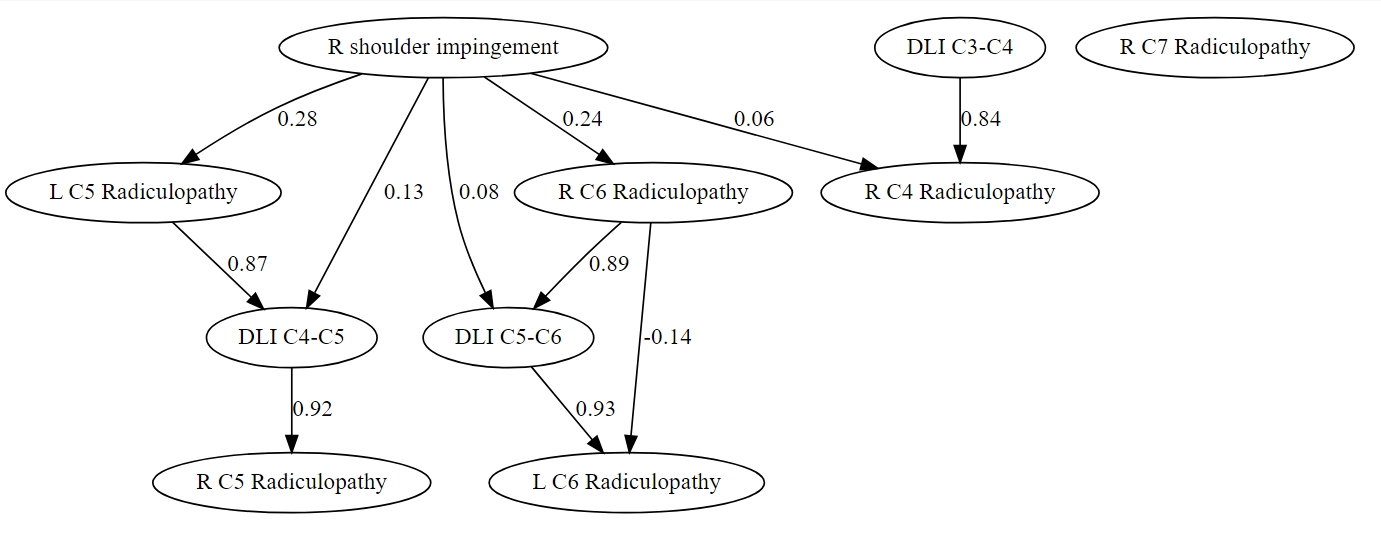 R shoulder impingement
DLI C3-C4
R C7 Radiculopathy
0.28
0.24
0.06
0.84
L C5 Radiculopathy
0.13
0.08
R C6 Radiculopathy
R C4 Radiculopathy
0.87
0.89
DLI C4-C5
DLI C5-C6
-0.14
0.92
0.93
R C5 Radiculopathy
L C6 Radiculopathy